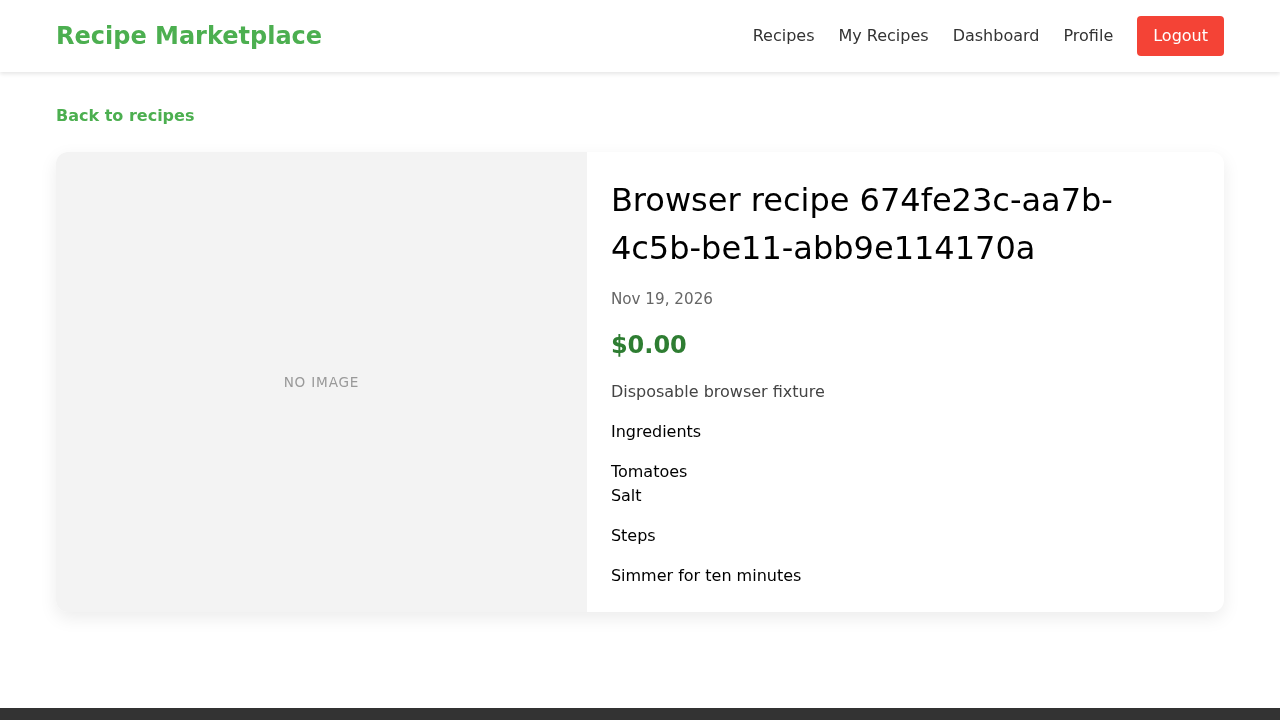 Recipe Marketplace
Recipes
My Recipes
Dashboard
Profile
Logout
Back to recipes
NO IMAGE
Browser recipe 674fe23c-aa7b-
4c5b-be11-abb9e114170a
Nov 19, 2026
$0.00
Disposable browser fixture
Ingredients
Tomatoes
Salt
Steps
Simmer for ten minutes